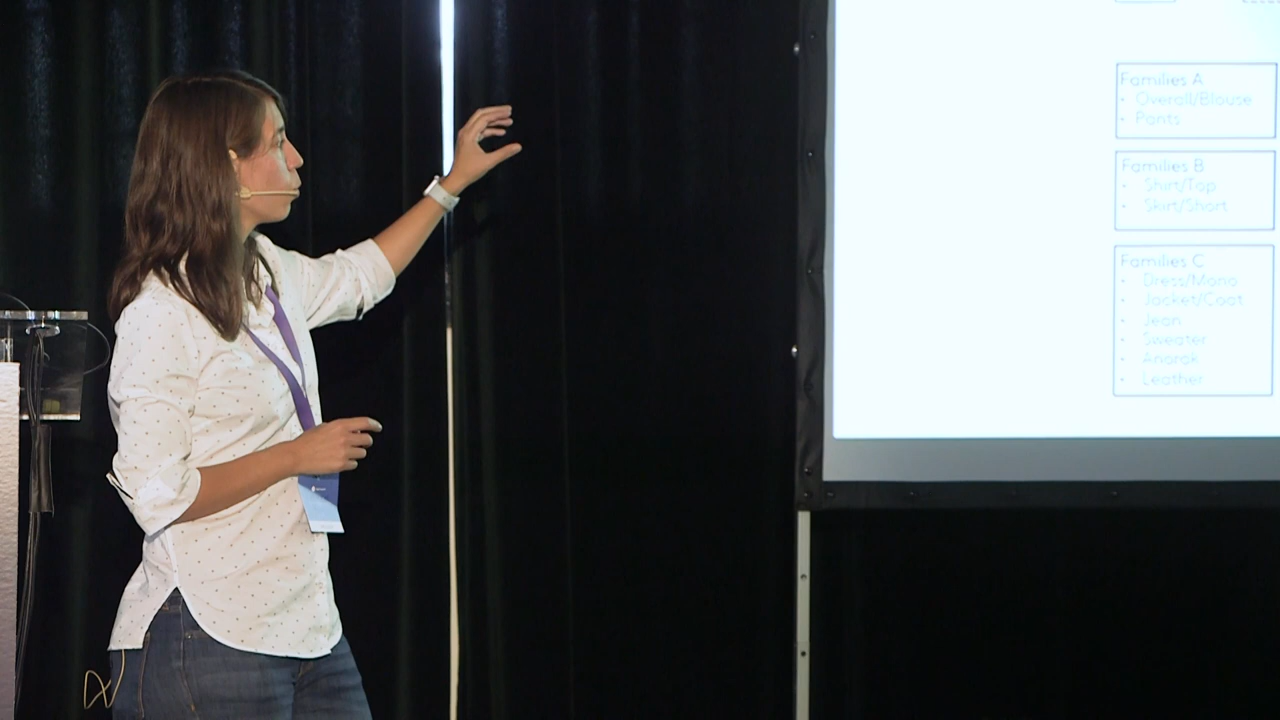 Families A
• Overall/Blouse
• Pants
Families B
• Shirt/Top
• Skirt/Short
Families C
• Dress/Mono
• Jacket/Coat
• Jean
• Sweater
• Anorak
• Leather